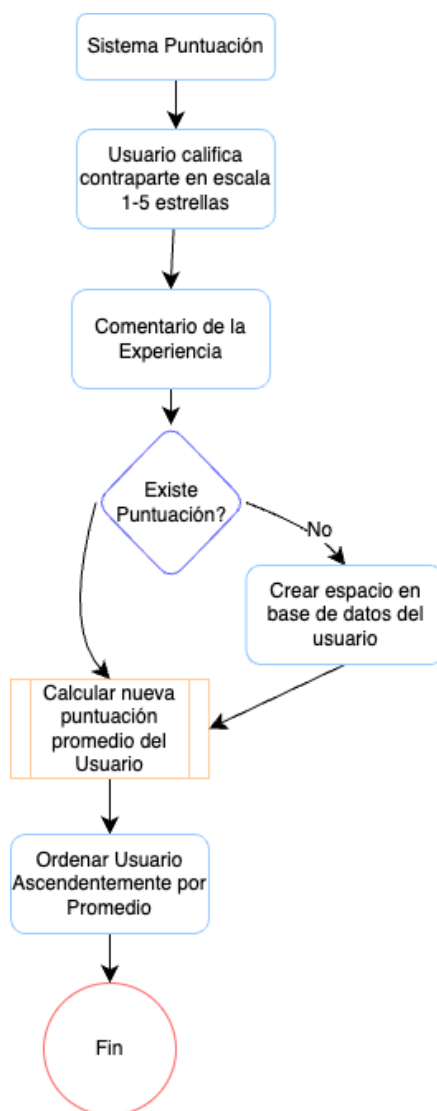 Sistema Puntuación
Usuario califica
contraparte en escala
1-5 estrellas
Comentario de la
Experiencia
Existe
Puntuación?
No
Crear espacio en
base de datos del
usuario
Calcular nueva
puntuación
promedio del
Usuario
Ordenar Usuario
Ascendentemente por
Promedio
Fin